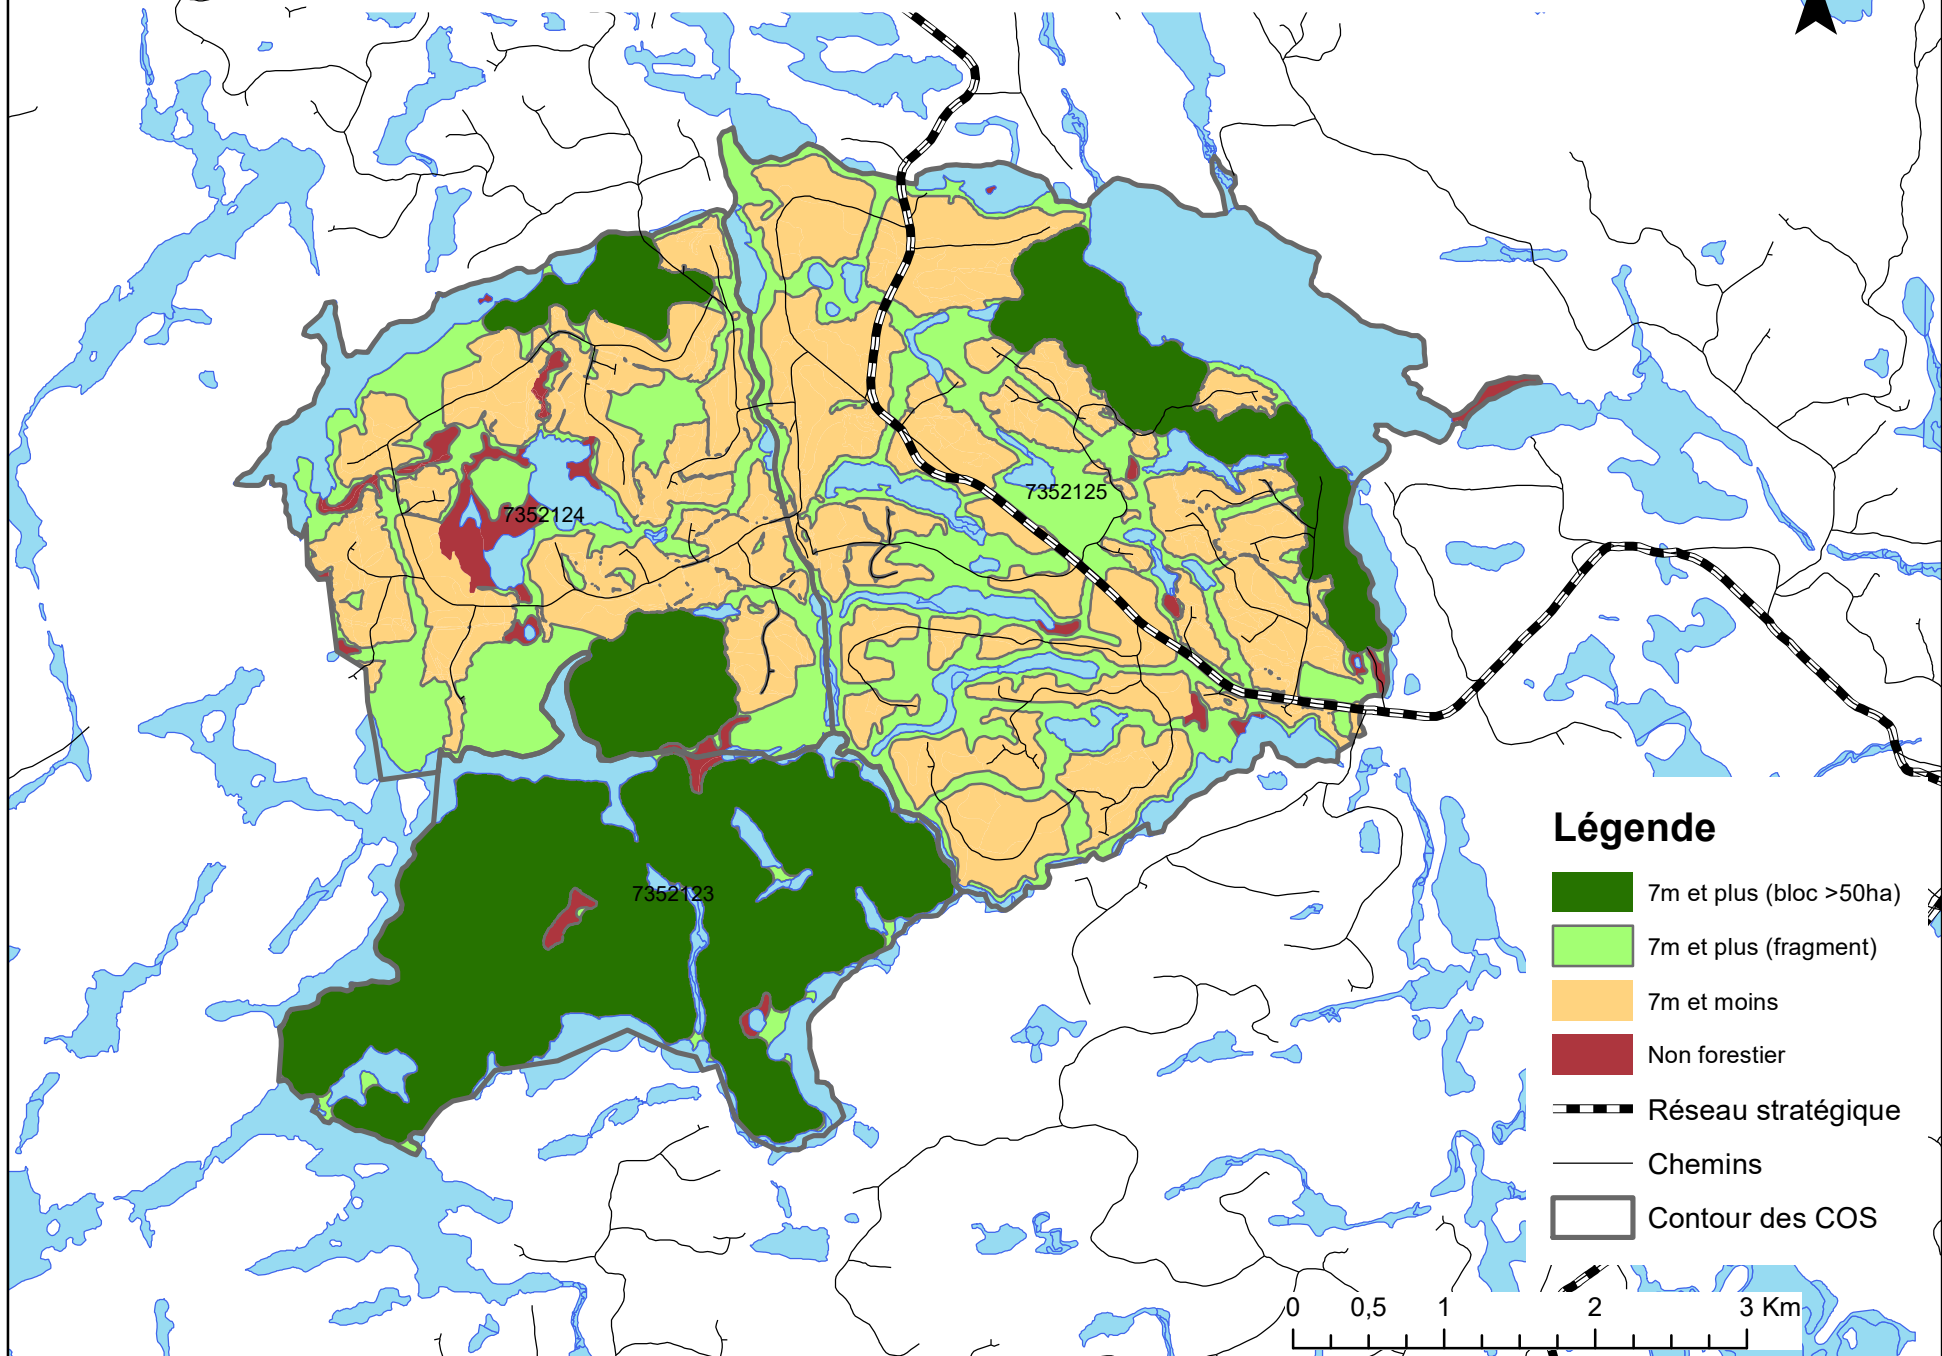 7352125
7352124
7352123
Légende
7m et plus (bloc >50ha)
7m et plus (fragment)
7m et moins
Non forestier
Réseau stratégique
Chemins
Contour des COS
0 0,5 1 2 3 Km